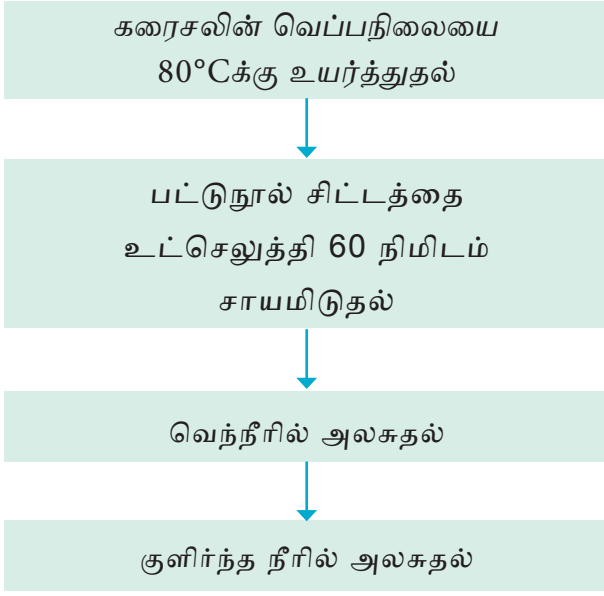 கரைசலின் வெப்பநிலையை
80°Cக்கு உயர்த்துதல்
பட்டுநூல் சிட்டத்தை
உட்செலுத்தி 60 நிமிடம்
சாயமிடுதல்
வெந்நீரில் அலசுதல்
குளிர்ந்த நீரில் அலசுதல்